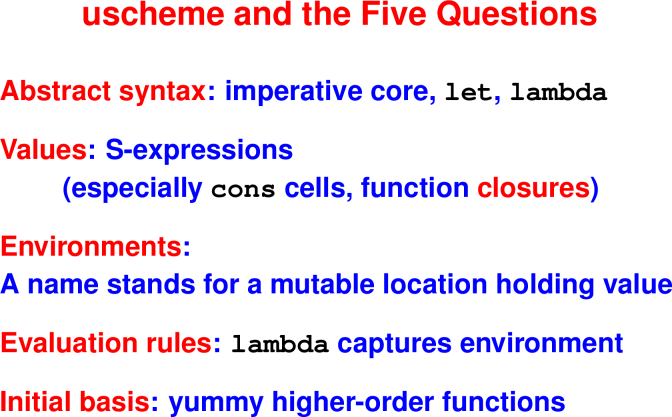 uscheme and the Five Questions
Abstract syntax: imperative core, let, lambda
Values: S-expressions
(especially cons cells, function closures)
Environments:
A name stands for a mutable location holding value
Evaluation rules: lambda captures environment
Initial basis: yummy higher-order functions